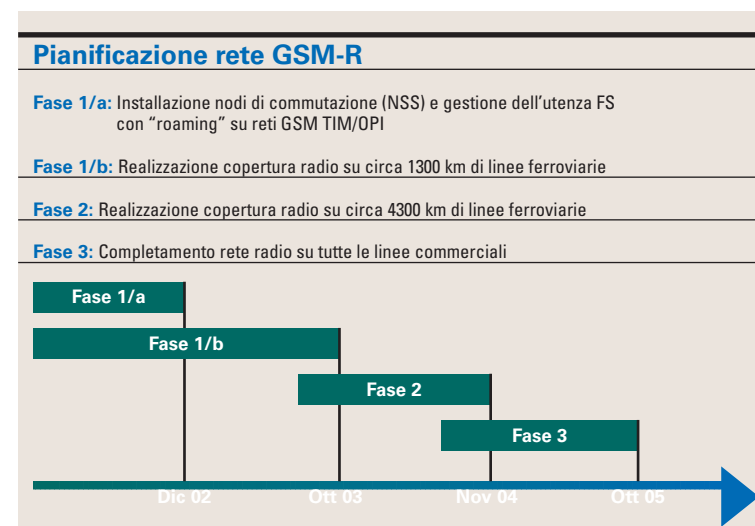 Pianificazione rete GSM-R
Fase 1/a: Installazione nodi di commutazione (NSS) e gestione dell'utenza FS
con “roaming” su reti GSM TIM/OPI
Fase 1/b: Realizzazione copertura radio su circa 1300 km di linee ferroviarie
Fase 2: Realizzazione copertura radio su circa 4300 km di linee ferroviarie
Fase 3: Completamento rete radio su tutte le linee commerciali
Fase 1/a
Fase 1/b
Fase 2
Fase 3
Dic 02 Ott 03 Nov 04 Ott 05